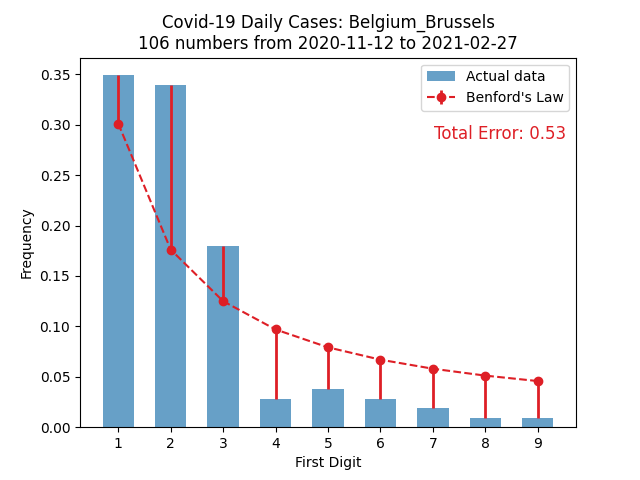 Covid-19 Daily Cases: Belgium_Brussels
106 numbers from 2020-11-12 to 2021-02-27
Actual data
Benford's Law
Total Error: 0.53
Frequency
0.35
0.30
0.25
0.20
0.15
0.10
0.05
0.00
1 2 3 4 5 6 7 8 9
First Digit